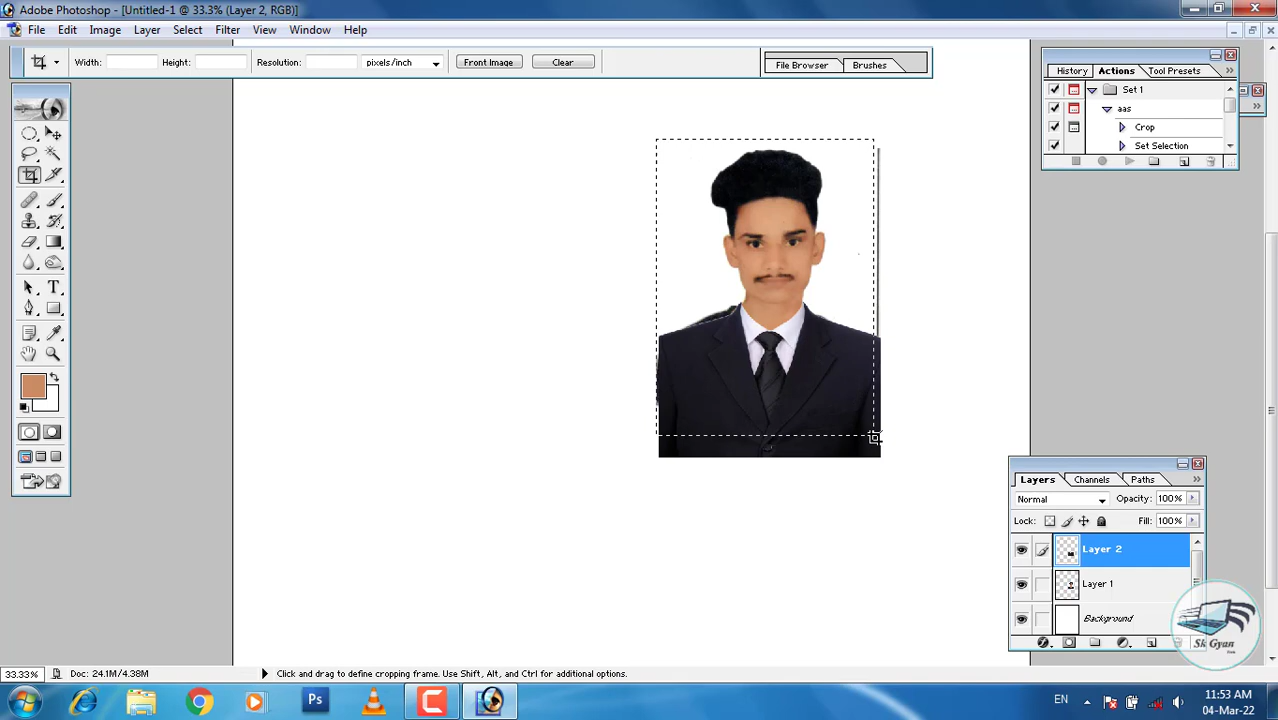 Adobe Photoshop - [Untitled-1 @ 33.3% (Layer 2, RGB)]
File Edit Image Layer Select Filter View Window Help
Width: Height: Resolution: pixels/inch Front Image Clear File Browser Brushes
History Actions Tool Presets
Set 1
aas
Crop
Set Selection
Layers Channels Paths
Normal Opacity: 100%
Lock: Fill: 100%
Layer 2
Layer 1
Background
Sk Gyan
33.33% Doc: 24.1M/4.38M Click and drag to define cropping frame. Use Shift, Alt, and Ctrl for additional options.
Ps EN 11:53 AM
04-Mar-22